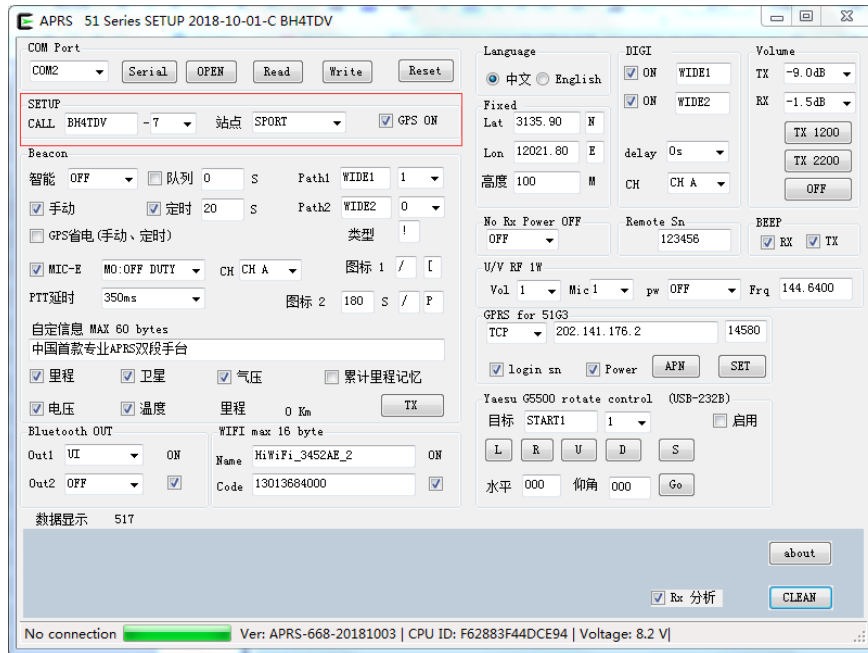 APRS 51 Series SETUP 2018-10-01-C BH4TDV
COM Port
COM2 Serial OPEN Read Write Reset
SETUP
CALL BH4TDV -7 站点 SPORT GPS ON
Beacon
智能 OFF 队列 0 S Path1 WIDE1 1
手动 定时 20 S Path2 WIDE2 0
GPS省电(手动、定时) 类型 !
MIC-E M0:OFF DUTY CH CH A 图标 1 / [
PTT延时 350ms 图标 2 180 S / P
自定信息 MAX 60 bytes
中国首款专业APRS双段手台
里程 卫星 气压 累计里程记忆
电压 温度 里程 0 Km TX
Bluetooth OUT
Out1 UI ON
Out2 OFF
WIFI max 16 byte
Name HiWiFi_3452AE_2 ON
Code 13013684000
Language
中文 English
DIGI
ON WIDE1
ON WIDE2
delay 0s
CH CH A
Volume
TX -9.0dB
RX -1.5dB
TX 1200
TX 2200
OFF
Fixed
Lat 3135.90 N
Lon 12021.80 E
高度 100 M
No Rx Power OFF
OFF
Remote Sn
123456
BEEP
RX TX
U/V RF 1W
Vol 1 Mic 1 pw OFF Frq 144.6400
GPRS for 51G3
TCP 202.141.176.2 14580
login sn Power APN SET
Yaesu G5500 rotate control (USB-232B)
目标 START1 1 启用
L R U D S
水平 000 仰角 000 Go
数据显示 517
about
Rx 分析 CLEAN
No connection Ver: APRS-668-20181003 | CPU ID: F62883F44DCE94 | Voltage: 8.2 V|